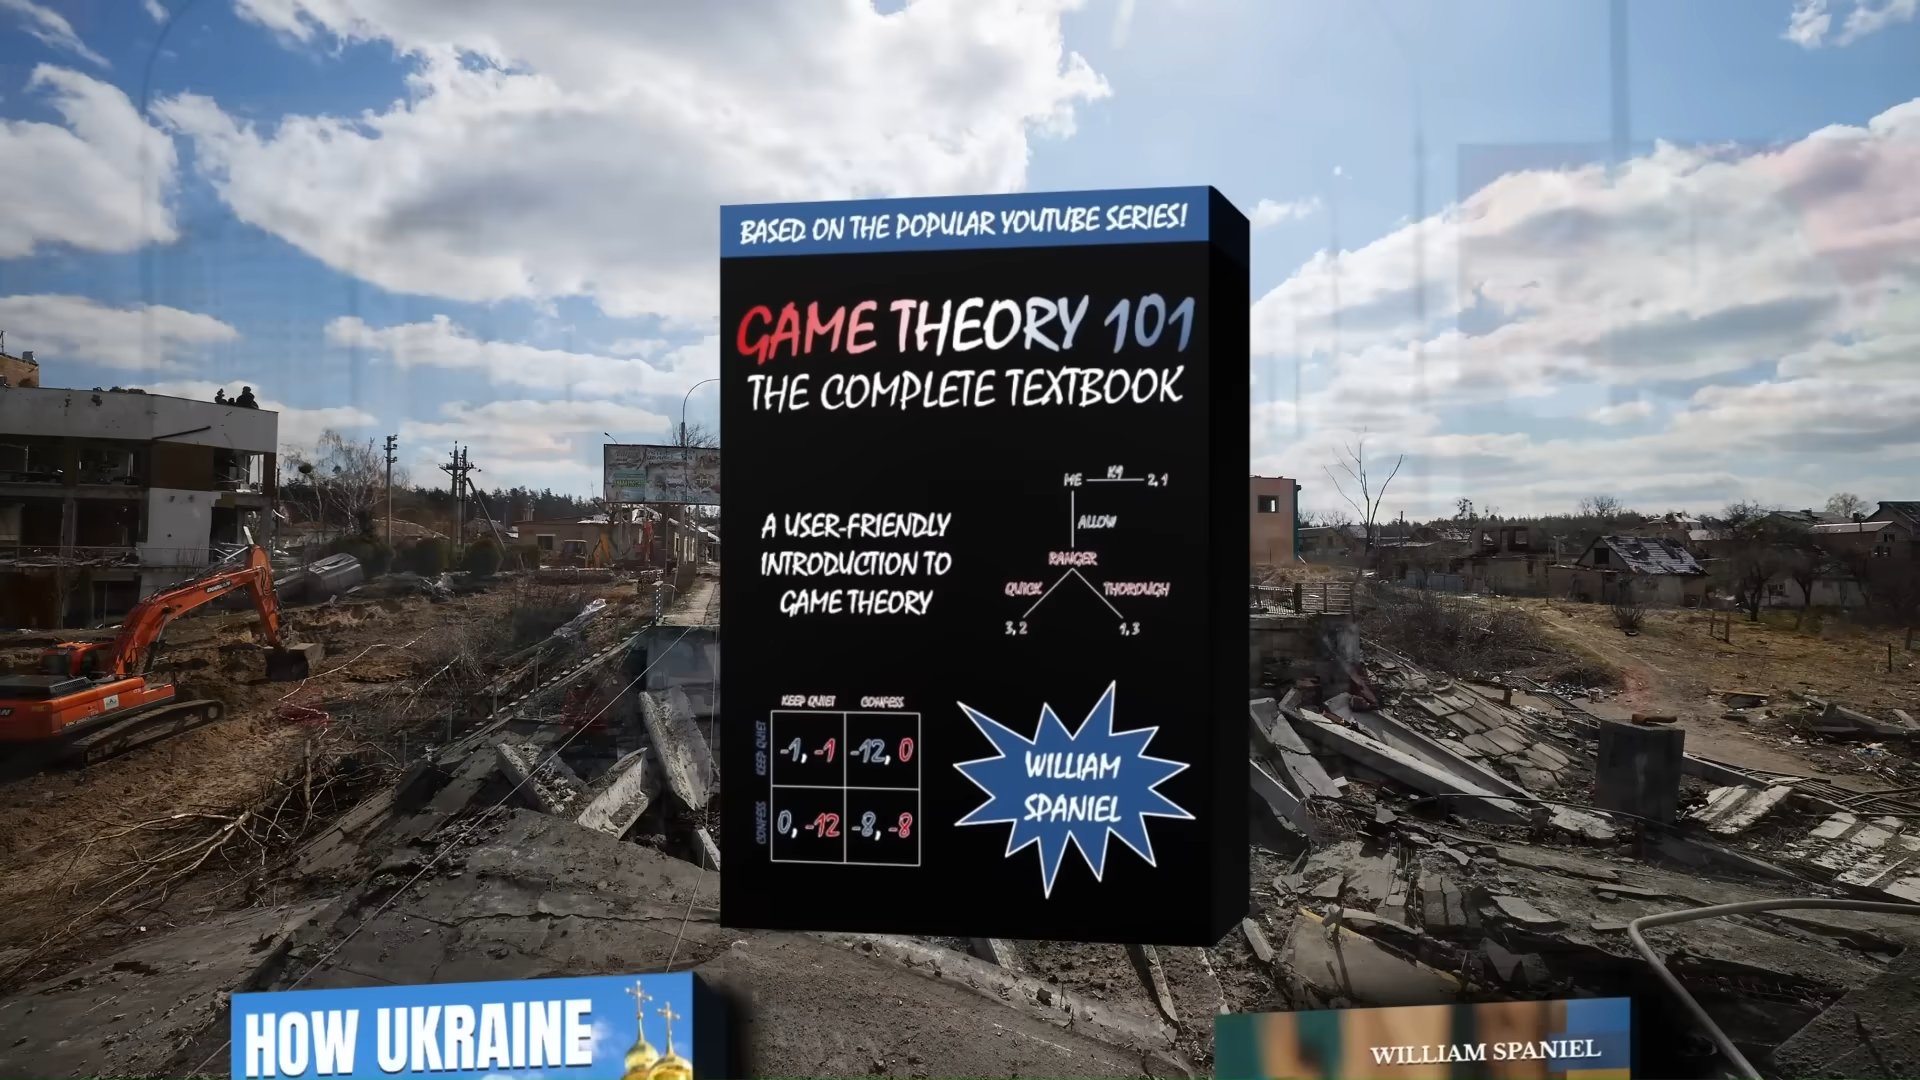 BASED ON THE POPULAR YOUTUBE SERIES!
GAME THEORY 101
THE COMPLETE TEXTBOOK
A USER-FRIENDLY
INTRODUCTION TO
GAME THEORY
ME K9 2, 1
ALLOW
RANGER
QUICK THOROUGH
3, 2 1, 3
KEEP QUIET CONFESS
KEEP QUIET -1, -1 -12, 0
CONFESS 0, -12 -8, -8
WILLIAM
SPANIEL
HOW UKRAINE
WILLIAM SPANIEL